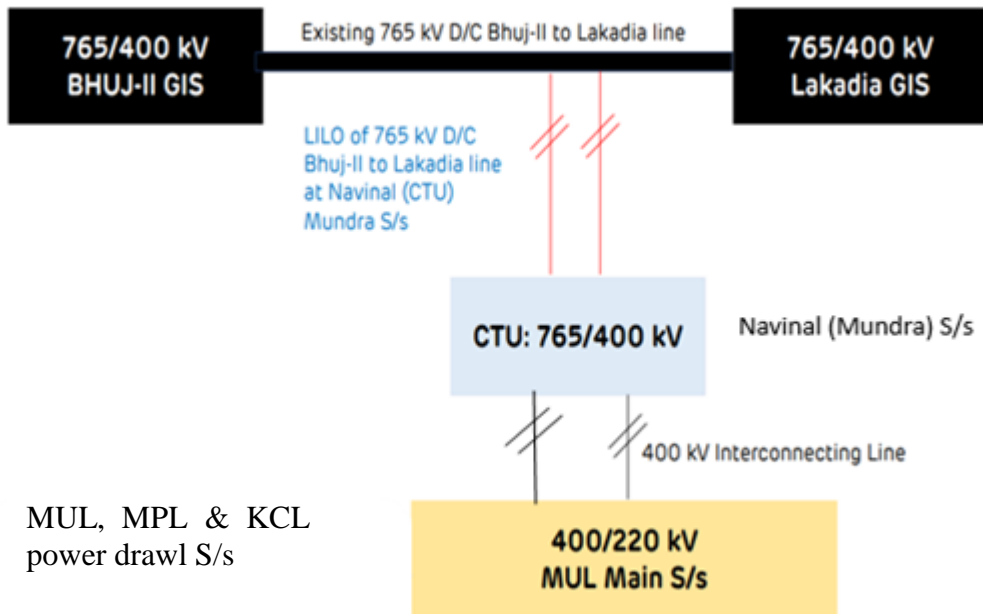 765/400 kV
BHUJ-II GIS
Existing 765 kV D/C Bhuj-II to Lakadia line
765/400 kV
Lakadia GIS
LILO of 765 kV D/C
Bhuj-II to Lakadia line
at Navinal (CTU)
Mundra S/s
CTU: 765/400 kV
Navinal (Mundra) S/s
400 kV Interconnecting Line
MUL, MPL & KCL
power drawl S/s
400/220 kV
MUL Main S/s